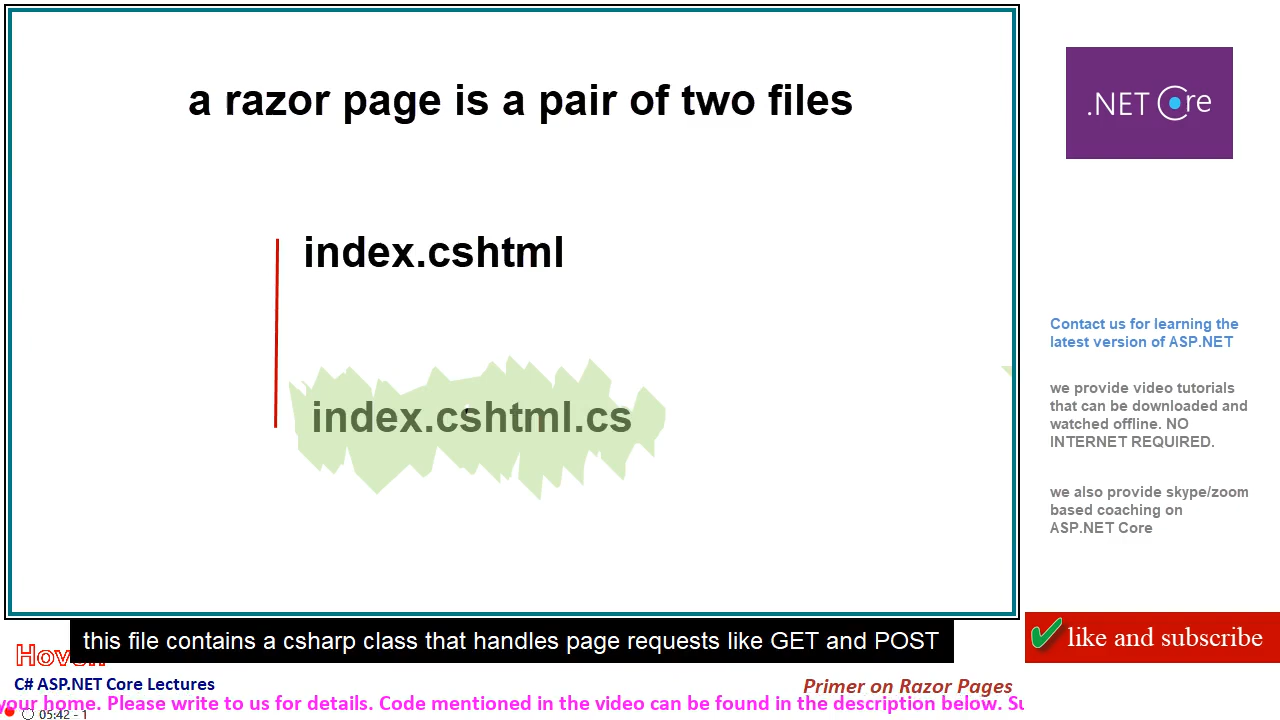 a razor page is a pair of two files
index.cshtml
index.cshtml.cs
.NET Core
Contact us for learning the
latest version of ASP.NET
we provide video tutorials
that can be downloaded and
watched offline. NO
INTERNET REQUIRED.
we also provide skype/zoom
based coaching on
ASP.NET Core
like and subscribe
this file contains a csharp class that handles page requests like GET and POST
C# ASP.NET Core Lectures
Primer on Razor Pages
your home. Please write to us for details. Code mentioned in the video can be found in the description below.
05:42 - 1